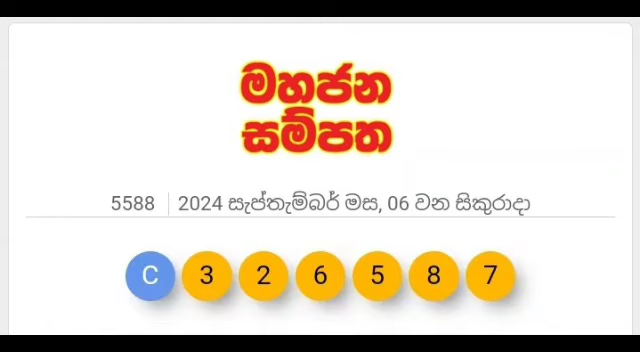 මහජන
සම්පත
5588 2024 සැප්තැම්බර් මස, 06 වන සිකුරාදා
C 3 2 6 5 8 7